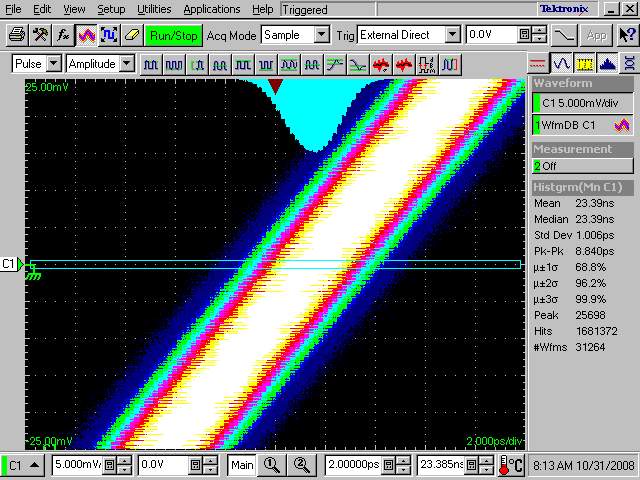 File Edit View Setup Utilities Applications Help Triggered Tektronix
Run/Stop Acq Mode Sample Trig External Direct 0.0V App
Pulse Amplitude
25.00mV
Waveform
C1 5.000mV/div
1 WfmDB C1
Measurement
2 Off
Histgrm(Mn C1)
Mean 23.39ns
Median 23.39ns
Std Dev 1.006ps
Pk-Pk 8.840ps
µ±1σ 68.8%
µ±2σ 96.2%
µ±3σ 99.9%
Peak 25698
Hits 1681372
#Wfms 31264
C1
-25.00mV 2.000ps/div
C1 5.000mV/ 0.0V Main 1 2 2.00000ps 23.385ns °C 8:13 AM 10/31/2008